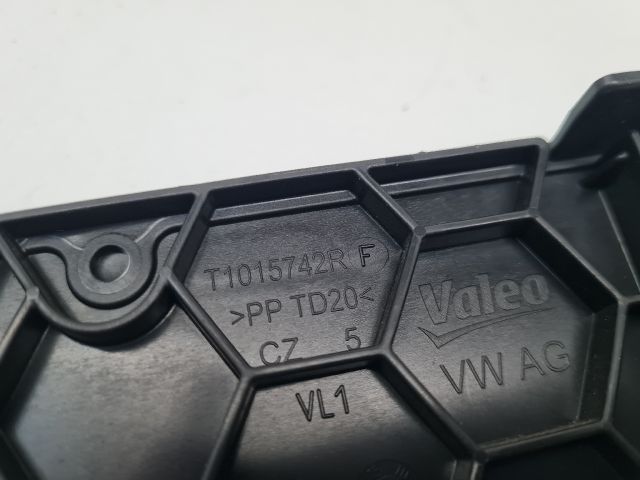 T1015742R F)
>PP TD20<
CZ 5
VL1
Valeo
VW AG